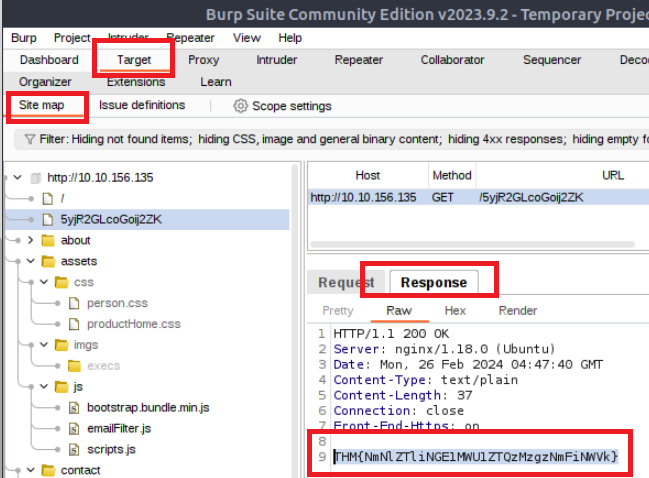 Burp Suite Community Edition v2023.9.2 - Temporary Projec
Burp Project Intruder Repeater View Help
Dashboard Target Proxy Intruder Repeater Collaborator Sequencer Deco
Organizer Extensions Learn
Site map Issue definitions Scope settings
Filter: Hiding not found items; hiding CSS, image and general binary content; hiding 4xx responses; hiding empty fo
http://10.10.156.135
/
5yjR2GLcoGoij2ZK
about
assets
css
person.css
productHome.css
imgs
execs
js
bootstrap.bundle.min.js
emailFilter.js
scripts.js
contact
Host Method URL
http://10.10.156.135 GET /5yjR2GLcoGoij2ZK
Request Response
Pretty Raw Hex Render
1 HTTP/1.1 200 OK
2 Server: nginx/1.18.0 (Ubuntu)
3 Date: Mon, 26 Feb 2024 04:47:40 GMT
4 Content-Type: text/plain
5 Content-Length: 37
6 Connection: close
7 Front-End-Https: on
8
9 THM{NmNlZTliNGE1MWU1ZTQzMzgzNmFiNWVk}